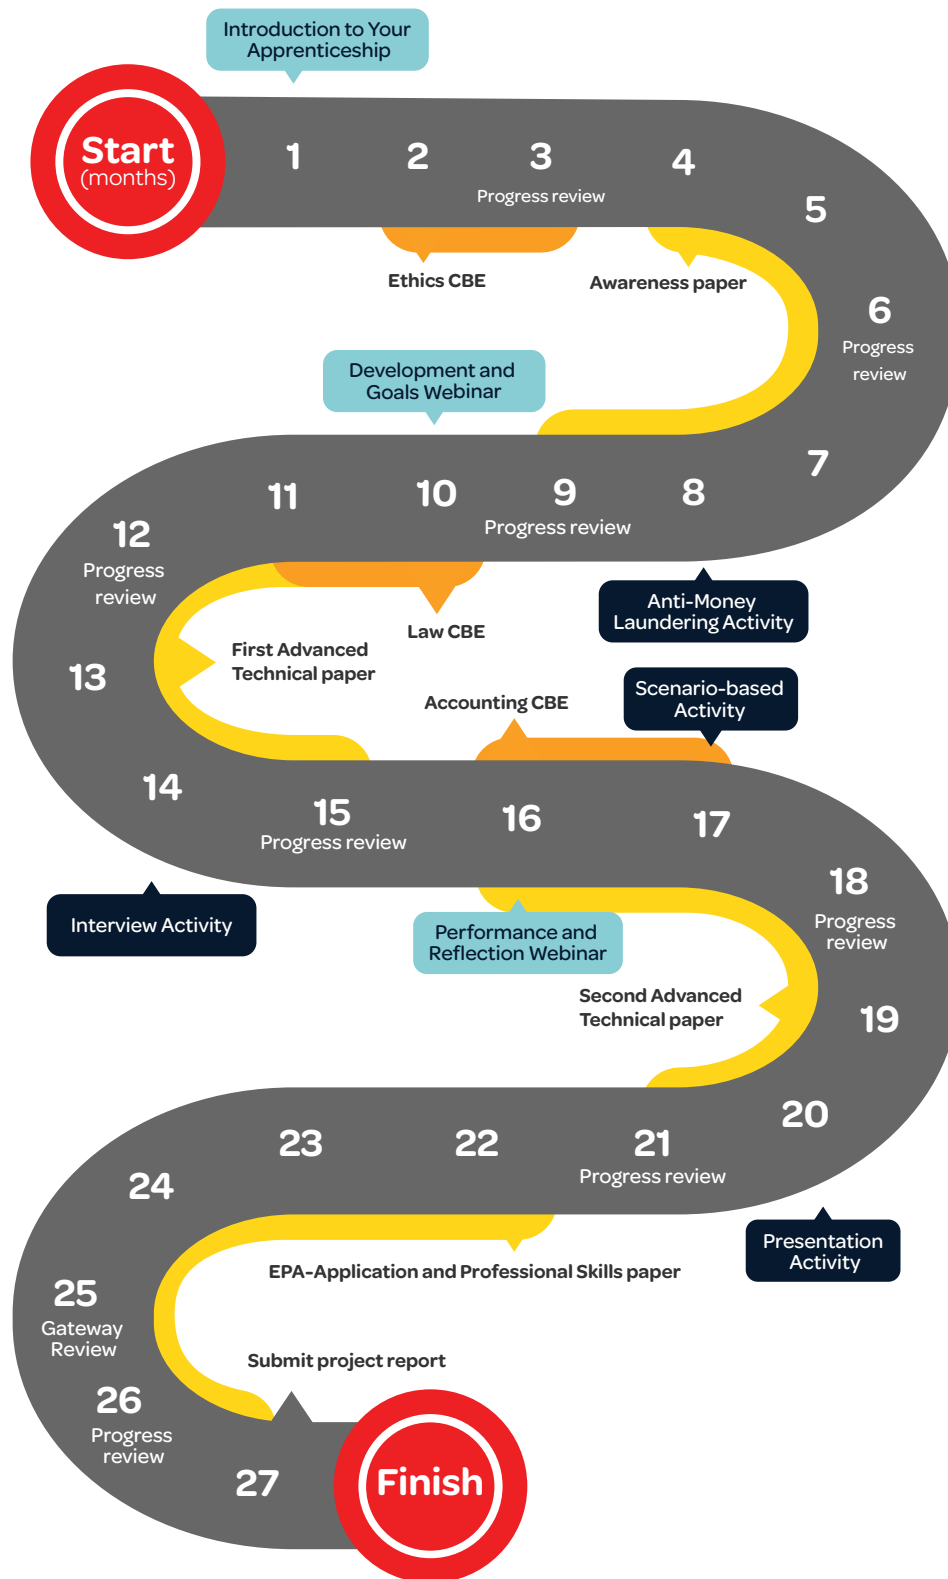 Introduction to Your
Apprenticeship
Start
(months)
1
2
3
Progress review
4
5
6
Progress
review
7
8
9
Progress review
10
11
12
Progress
review
13
14
15
Progress review
16
17
18
Progress
review
19
20
21
Progress review
22
23
24
25
Gateway
Review
26
Progress
review
27
Finish
Ethics CBE
Awareness paper
Development and
Goals Webinar
Anti-Money
Laundering Activity
Law CBE
First Advanced
Technical paper
Accounting CBE
Scenario-based
Activity
Interview Activity
Performance and
Reflection Webinar
Second Advanced
Technical paper
Presentation
Activity
EPA-Application and Professional Skills paper
Submit project report